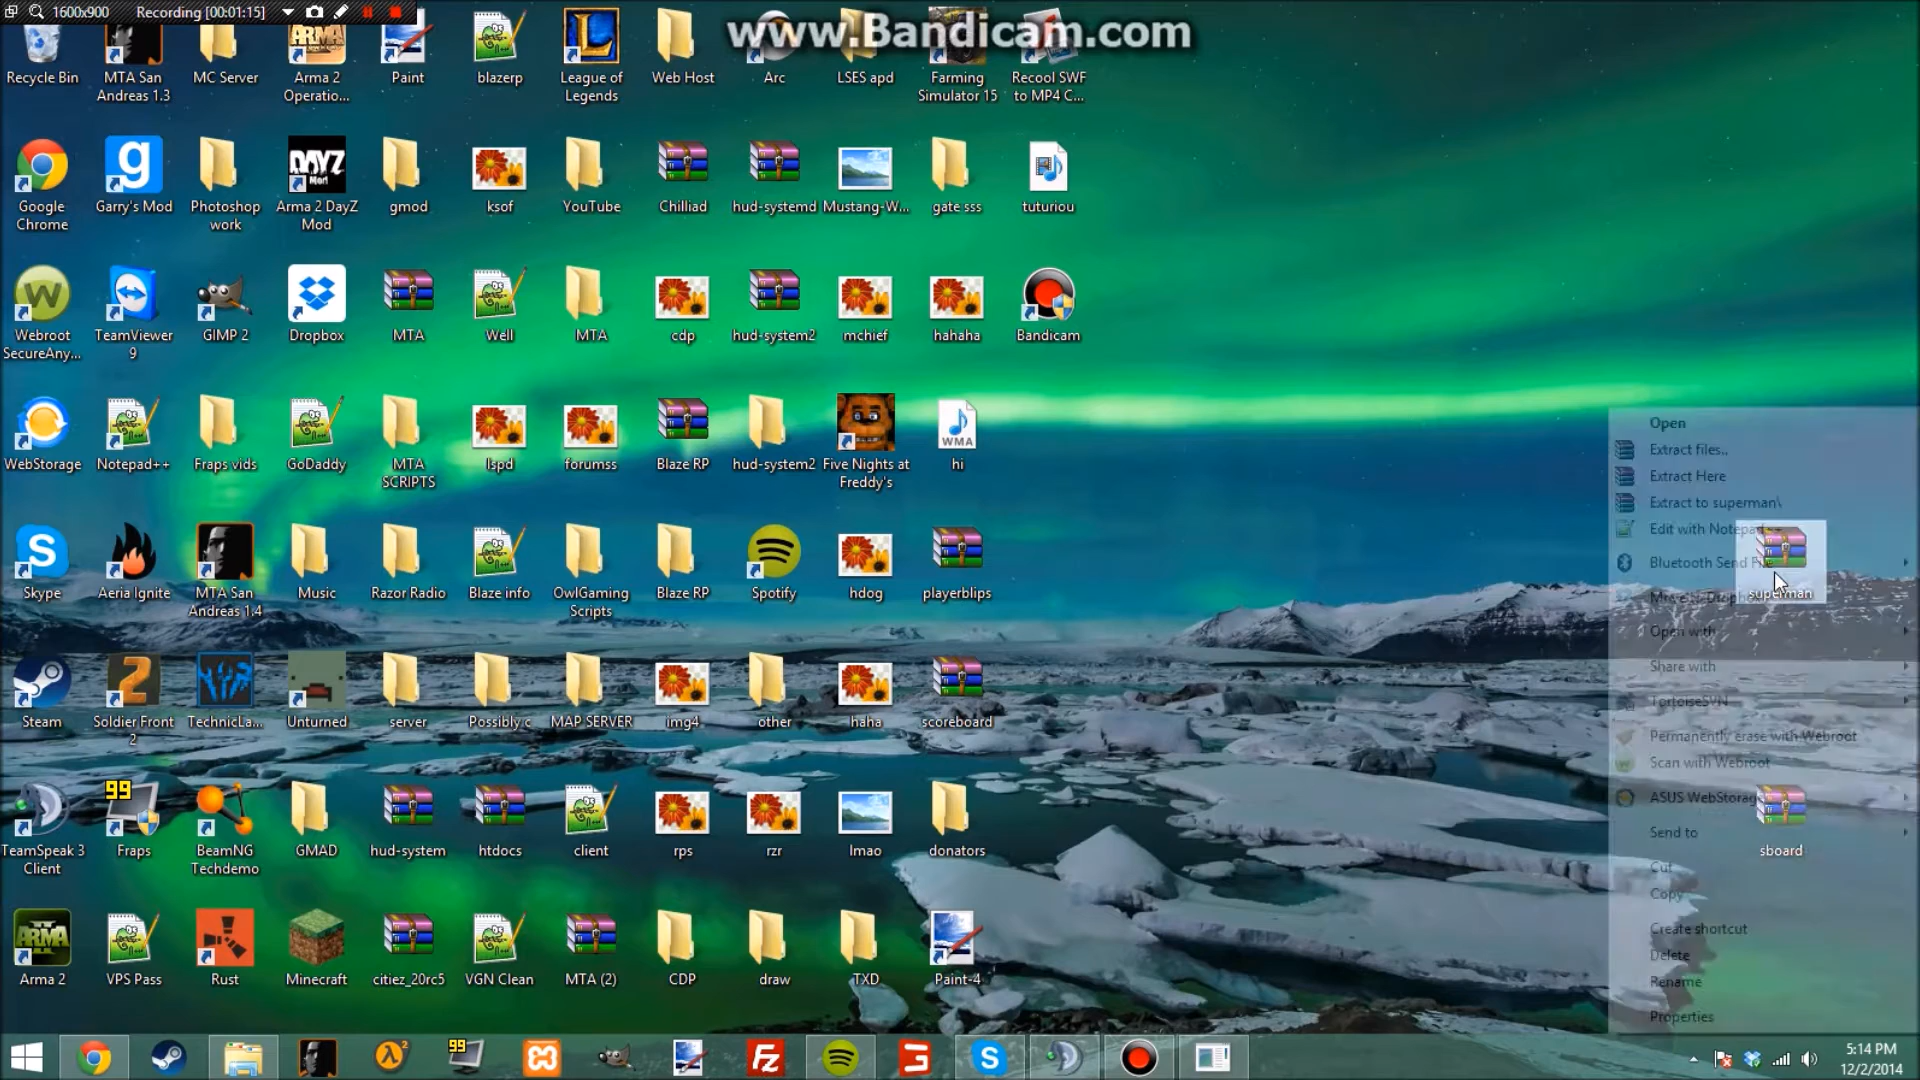 1600x900 Recording [00:01:15]
www.Bandicam.com
Recycle Bin
MTA San
Andreas 1.3
MC Server
Arma 2
Operatio...
Paint
blazerp
League of
Legends
Web Host
Arc
LSES apd
Farming
Simulator 15
Recool SWF
to MP4 C...
Google
Chrome
Garry's Mod
Photoshop
work
DAYZ
Mod
Arma 2 DayZ
Mod
gmod
ksof
YouTube
Chilliad
hud-systemd
Mustang-W...
gate sss
tuturiou
Webroot
SecureAny...
TeamViewer
9
GIMP 2
Dropbox
MTA
Well
MTA
cdp
hud-system2
mchief
hahaha
Bandicam
WebStorage
Notepad++
Fraps vids
GoDaddy
MTA
SCRIPTS
lspd
forumss
Blaze RP
hud-system2
Five Nights at
Freddy's
WMA
hi
Skype
Aeria Ignite
MTA San
Andreas 1.4
Music
Razor Radio
Blaze info
OwlGaming
Scripts
Blaze RP
Spotify
hdog
playerblips
Steam
Soldier Front
2
TechnicLa...
Unturned
server
Possibly c
MAP SERVER
img4
other
haha
scoreboard
TeamSpeak 3
Client
99
Fraps
BeamNG
Techdemo
GMAD
hud-system
htdocs
client
rps
rzr
lmao
donators
ARMA
Arma 2
VPS Pass
Rust
Minecraft
citiez_20rc5
VGN Clean
MTA (2)
CDP
draw
TXD
Paint-4
Open
Extract files..
Extract Here
Extract to superman\
Edit with Notepad
Bluetooth Send File
superman
Open with
Share with
TortoiseSVN
Permanently erase with Webroot
Scan with Webroot
ASUS WebStorage
Send to
sboard
Cut
Copy
Create shortcut
Delete
Rename
Properties
99
5:14 PM
12/2/2014